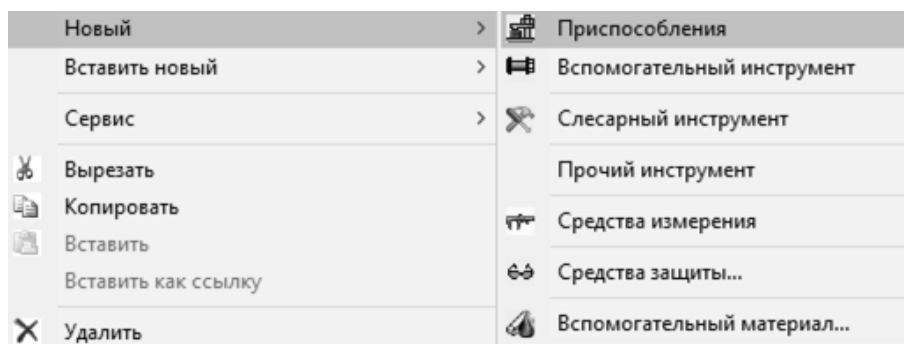 Новый
Вставить новый
Сервис
Вырезать
Копировать
Вставить
Вставить как ссылку
Удалить
Приспособления
Вспомогательный инструмент
Слесарный инструмент
Прочий инструмент
Средства измерения
Средства защиты...
Вспомогательный материал...